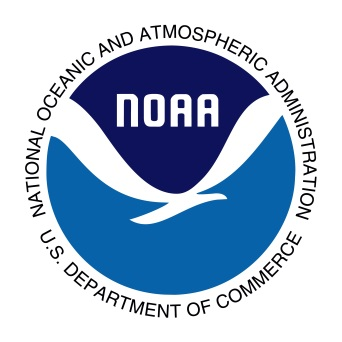 NATIONAL OCEANIC AND ATMOSPHERIC ADMINISTRATION
NOAA
U.S. DEPARTMENT OF COMMERCE